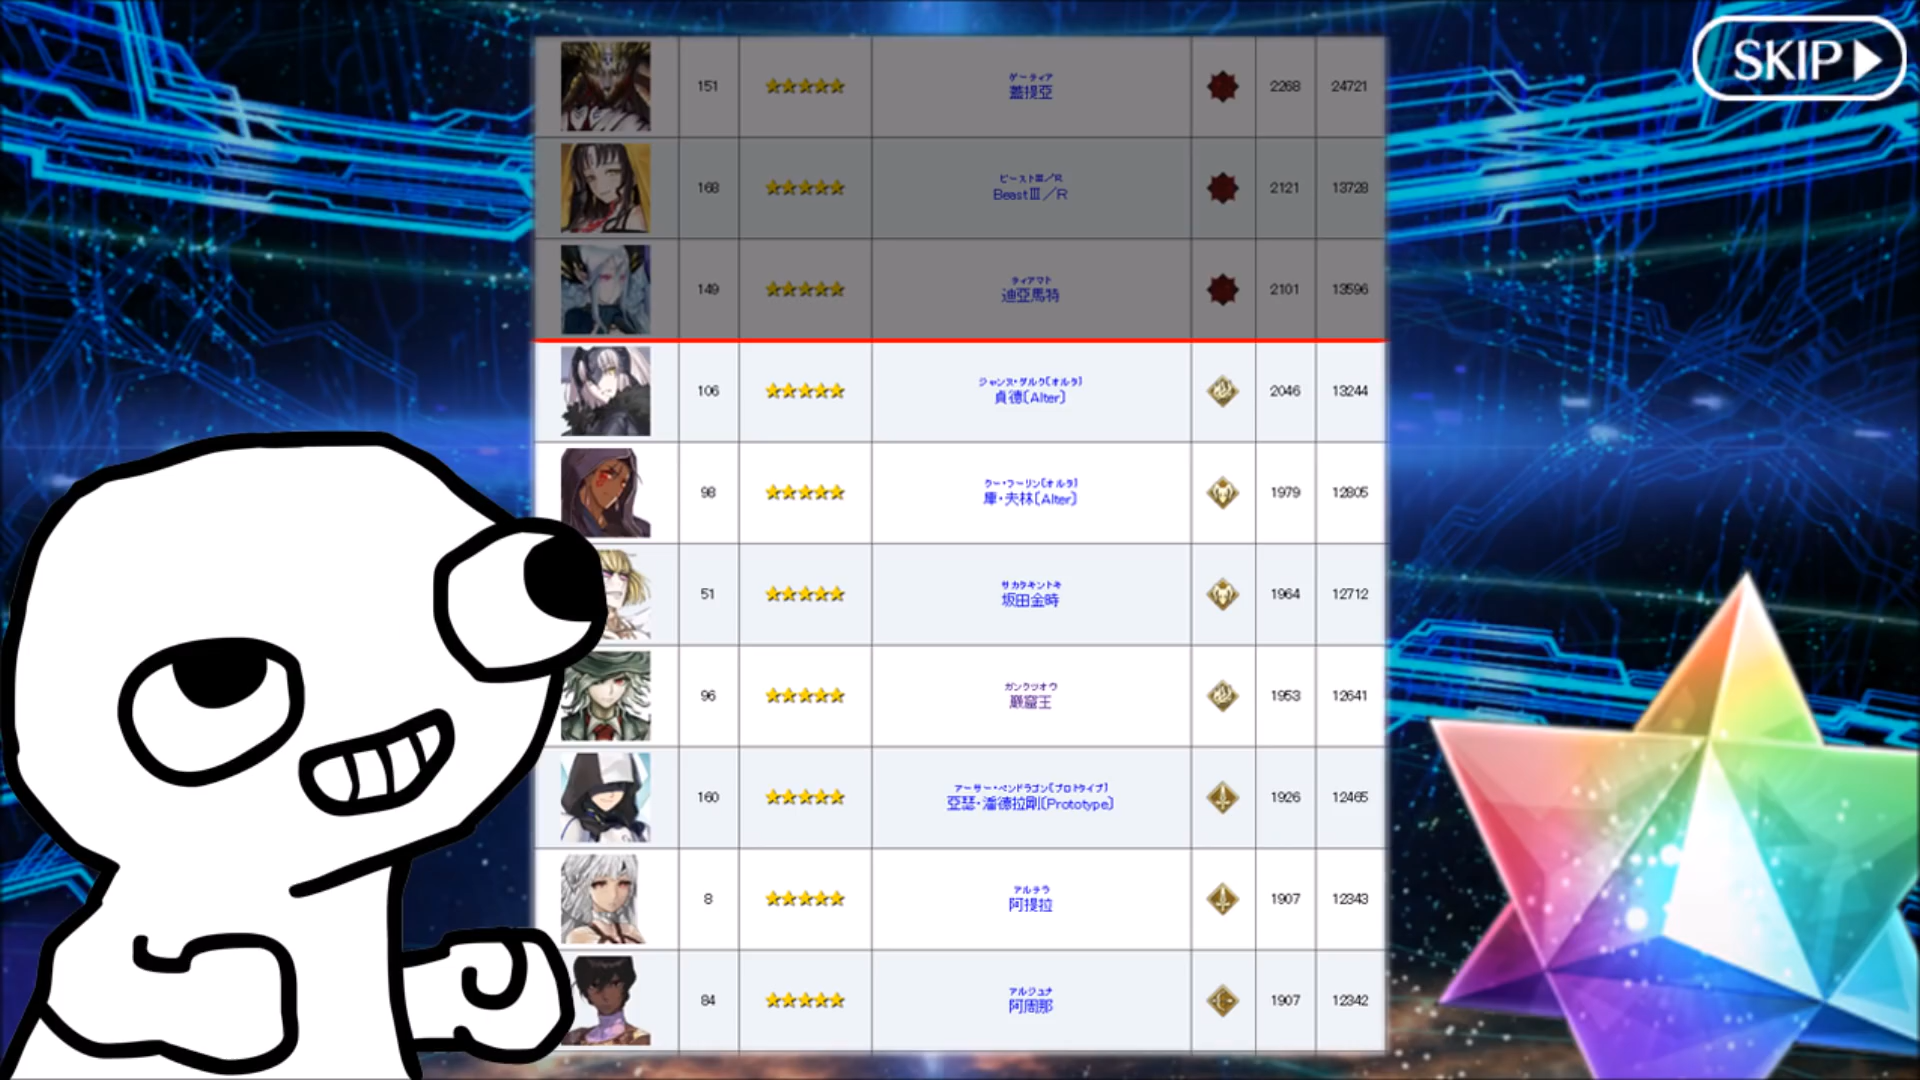 SKIP
151 ★★★★★ ゲーティア 2268 24721
蓋提亞
168 ★★★★★ ビーストⅢ／R 2121 13728
BeastⅢ／R
149 ★★★★★ ティアマト 2101 13596
迪亞馬特
106 ★★★★★ ジャンヌ・ダルク〔オルタ〕 2046 13244
貞德〔Alter〕
98 ★★★★★ クー・フーリン〔オルタ〕 1979 12805
庫・夫林〔Alter〕
51 ★★★★★ サカタキントキ 1964 12712
坂田金時
96 ★★★★★ ガンクツオウ 1953 12641
巖窟王
160 ★★★★★ アーサー・ペンドラゴン〔プロトタイプ〕 1926 12465
亞瑟・潘德拉剛〔Prototype〕
8 ★★★★★ アルテラ 1907 12343
阿提拉
84 ★★★★★ アルジュナ 1907 12342
阿周那